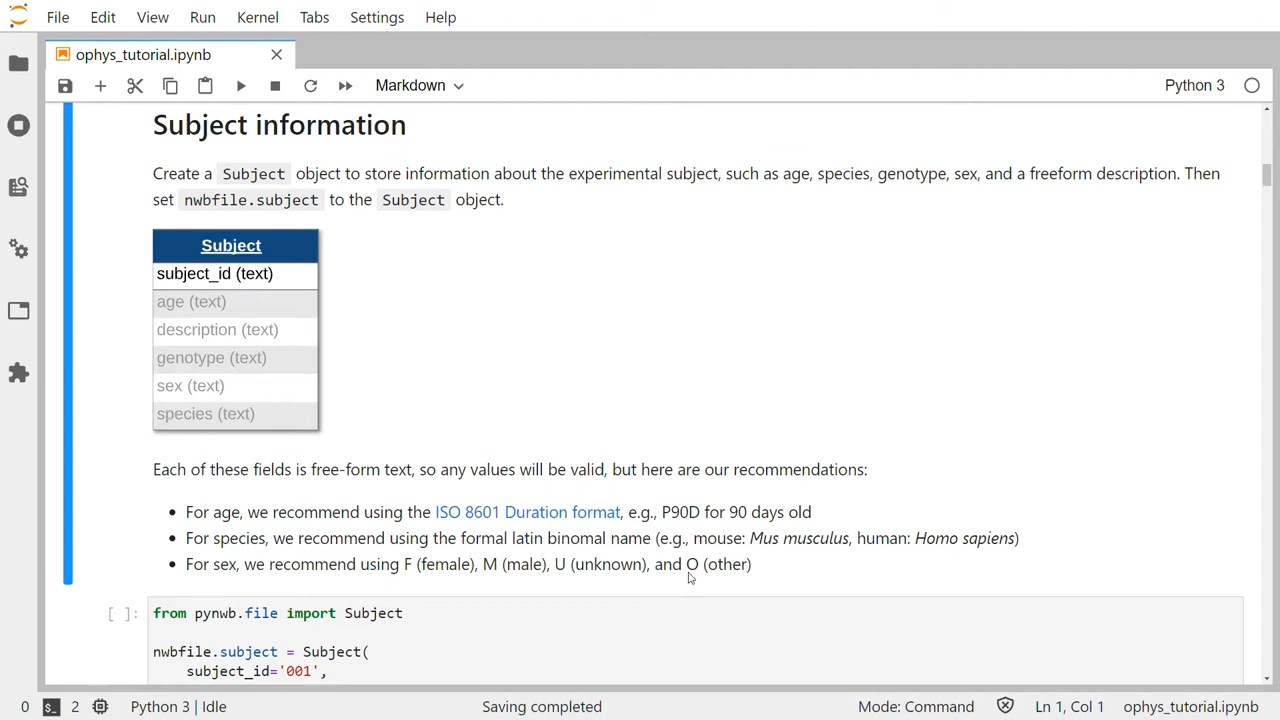 File Edit View Run Kernel Tabs Settings Help
ophys_tutorial.ipynb
Markdown
Python 3
Subject information
Create a Subject object to store information about the experimental subject, such as age, species, genotype, sex, and a freeform description. Then
set nwbfile.subject to the Subject object.
Subject
subject_id (text)
age (text)
description (text)
genotype (text)
sex (text)
species (text)
Each of these fields is free-form text, so any values will be valid, but here are our recommendations:
• For age, we recommend using the ISO 8601 Duration format, e.g., P90D for 90 days old
• For species, we recommend using the formal latin binomal name (e.g., mouse: Mus musculus, human: Homo sapiens)
• For sex, we recommend using F (female), M (male), U (unknown), and O (other)
[ ]: from pynwb.file import Subject
nwbfile.subject = Subject(
subject_id='001',
0 $_ 2 Python 3 | Idle Saving completed Mode: Command Ln 1, Col 1 ophys_tutorial.ipynb